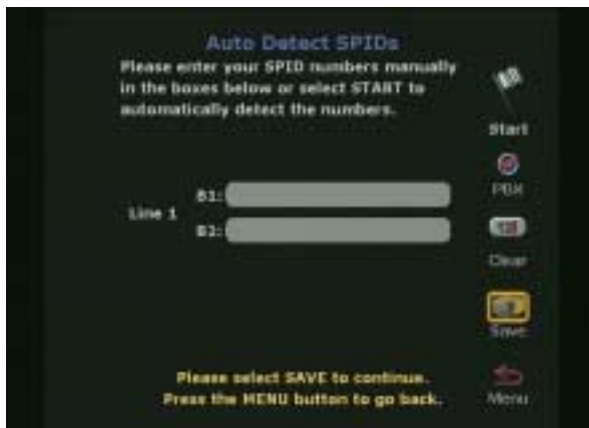 Auto Detect SPIDs
Please enter your SPID numbers manually
in the boxes below or select START to
automatically detect the numbers.
Start
PBX
Line 1
B1:
B2:
Clear
Save
Please select SAVE to continue.
Press the MENU button to go back.
Menu